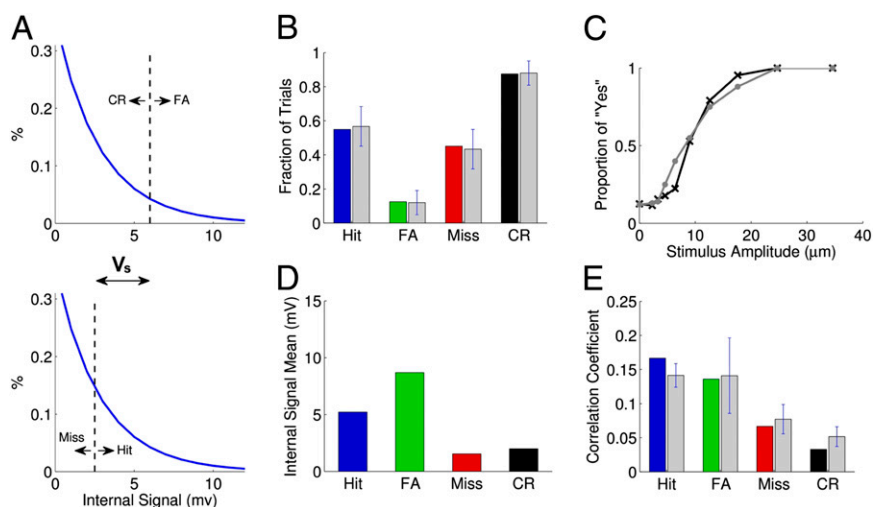 A
0.3
0.2
0.1
0
%
CR
FA
0
5
10
Vs
0.3
0.2
0.1
0
%
Miss
Hit
0
5
10
Internal Signal (mv)
B
1
0.8
0.6
0.4
0.2
0
Fraction of Trials
Hit
FA
Miss
CR
C
1
0.5
0
Proportion of "Yes"
0
10
20
30
40
Stimulus Amplitude (μm)
D
15
10
5
0
Internal Signal Mean (mV)
Hit
FA
Miss
CR
E
0.25
0.2
0.15
0.1
0.05
0
Correlation Coefficient
Hit
FA
Miss
CR